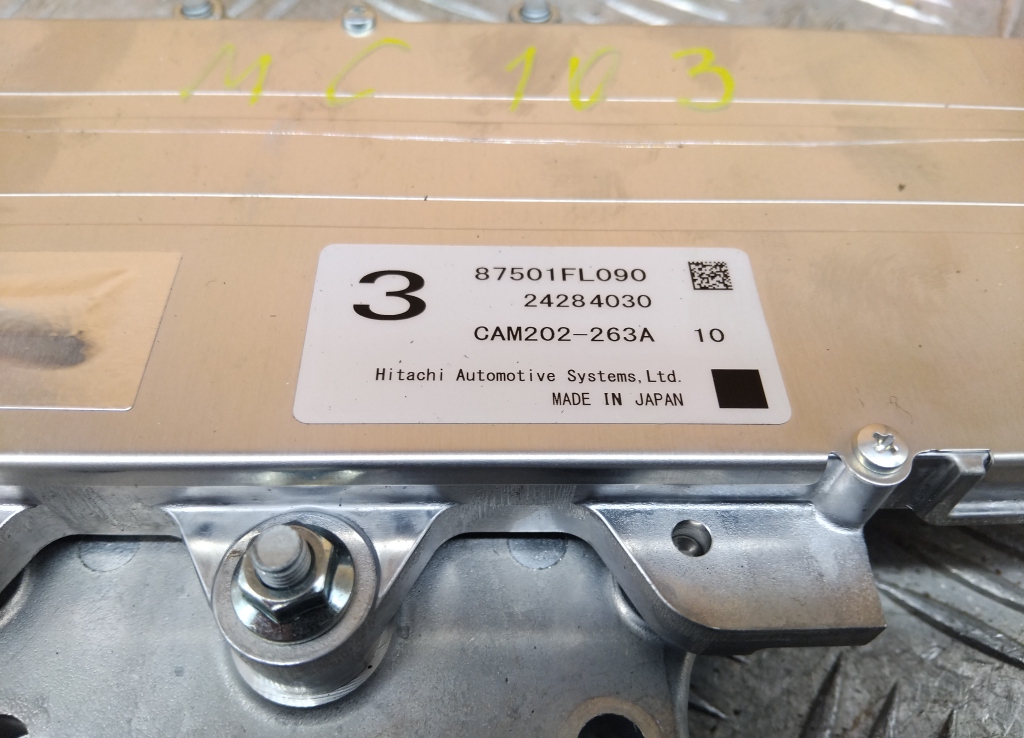 MC 103
3
87501FL090
24284030
CAM202-263A 10
Hitachi Automotive Systems,Ltd.
MADE IN JAPAN